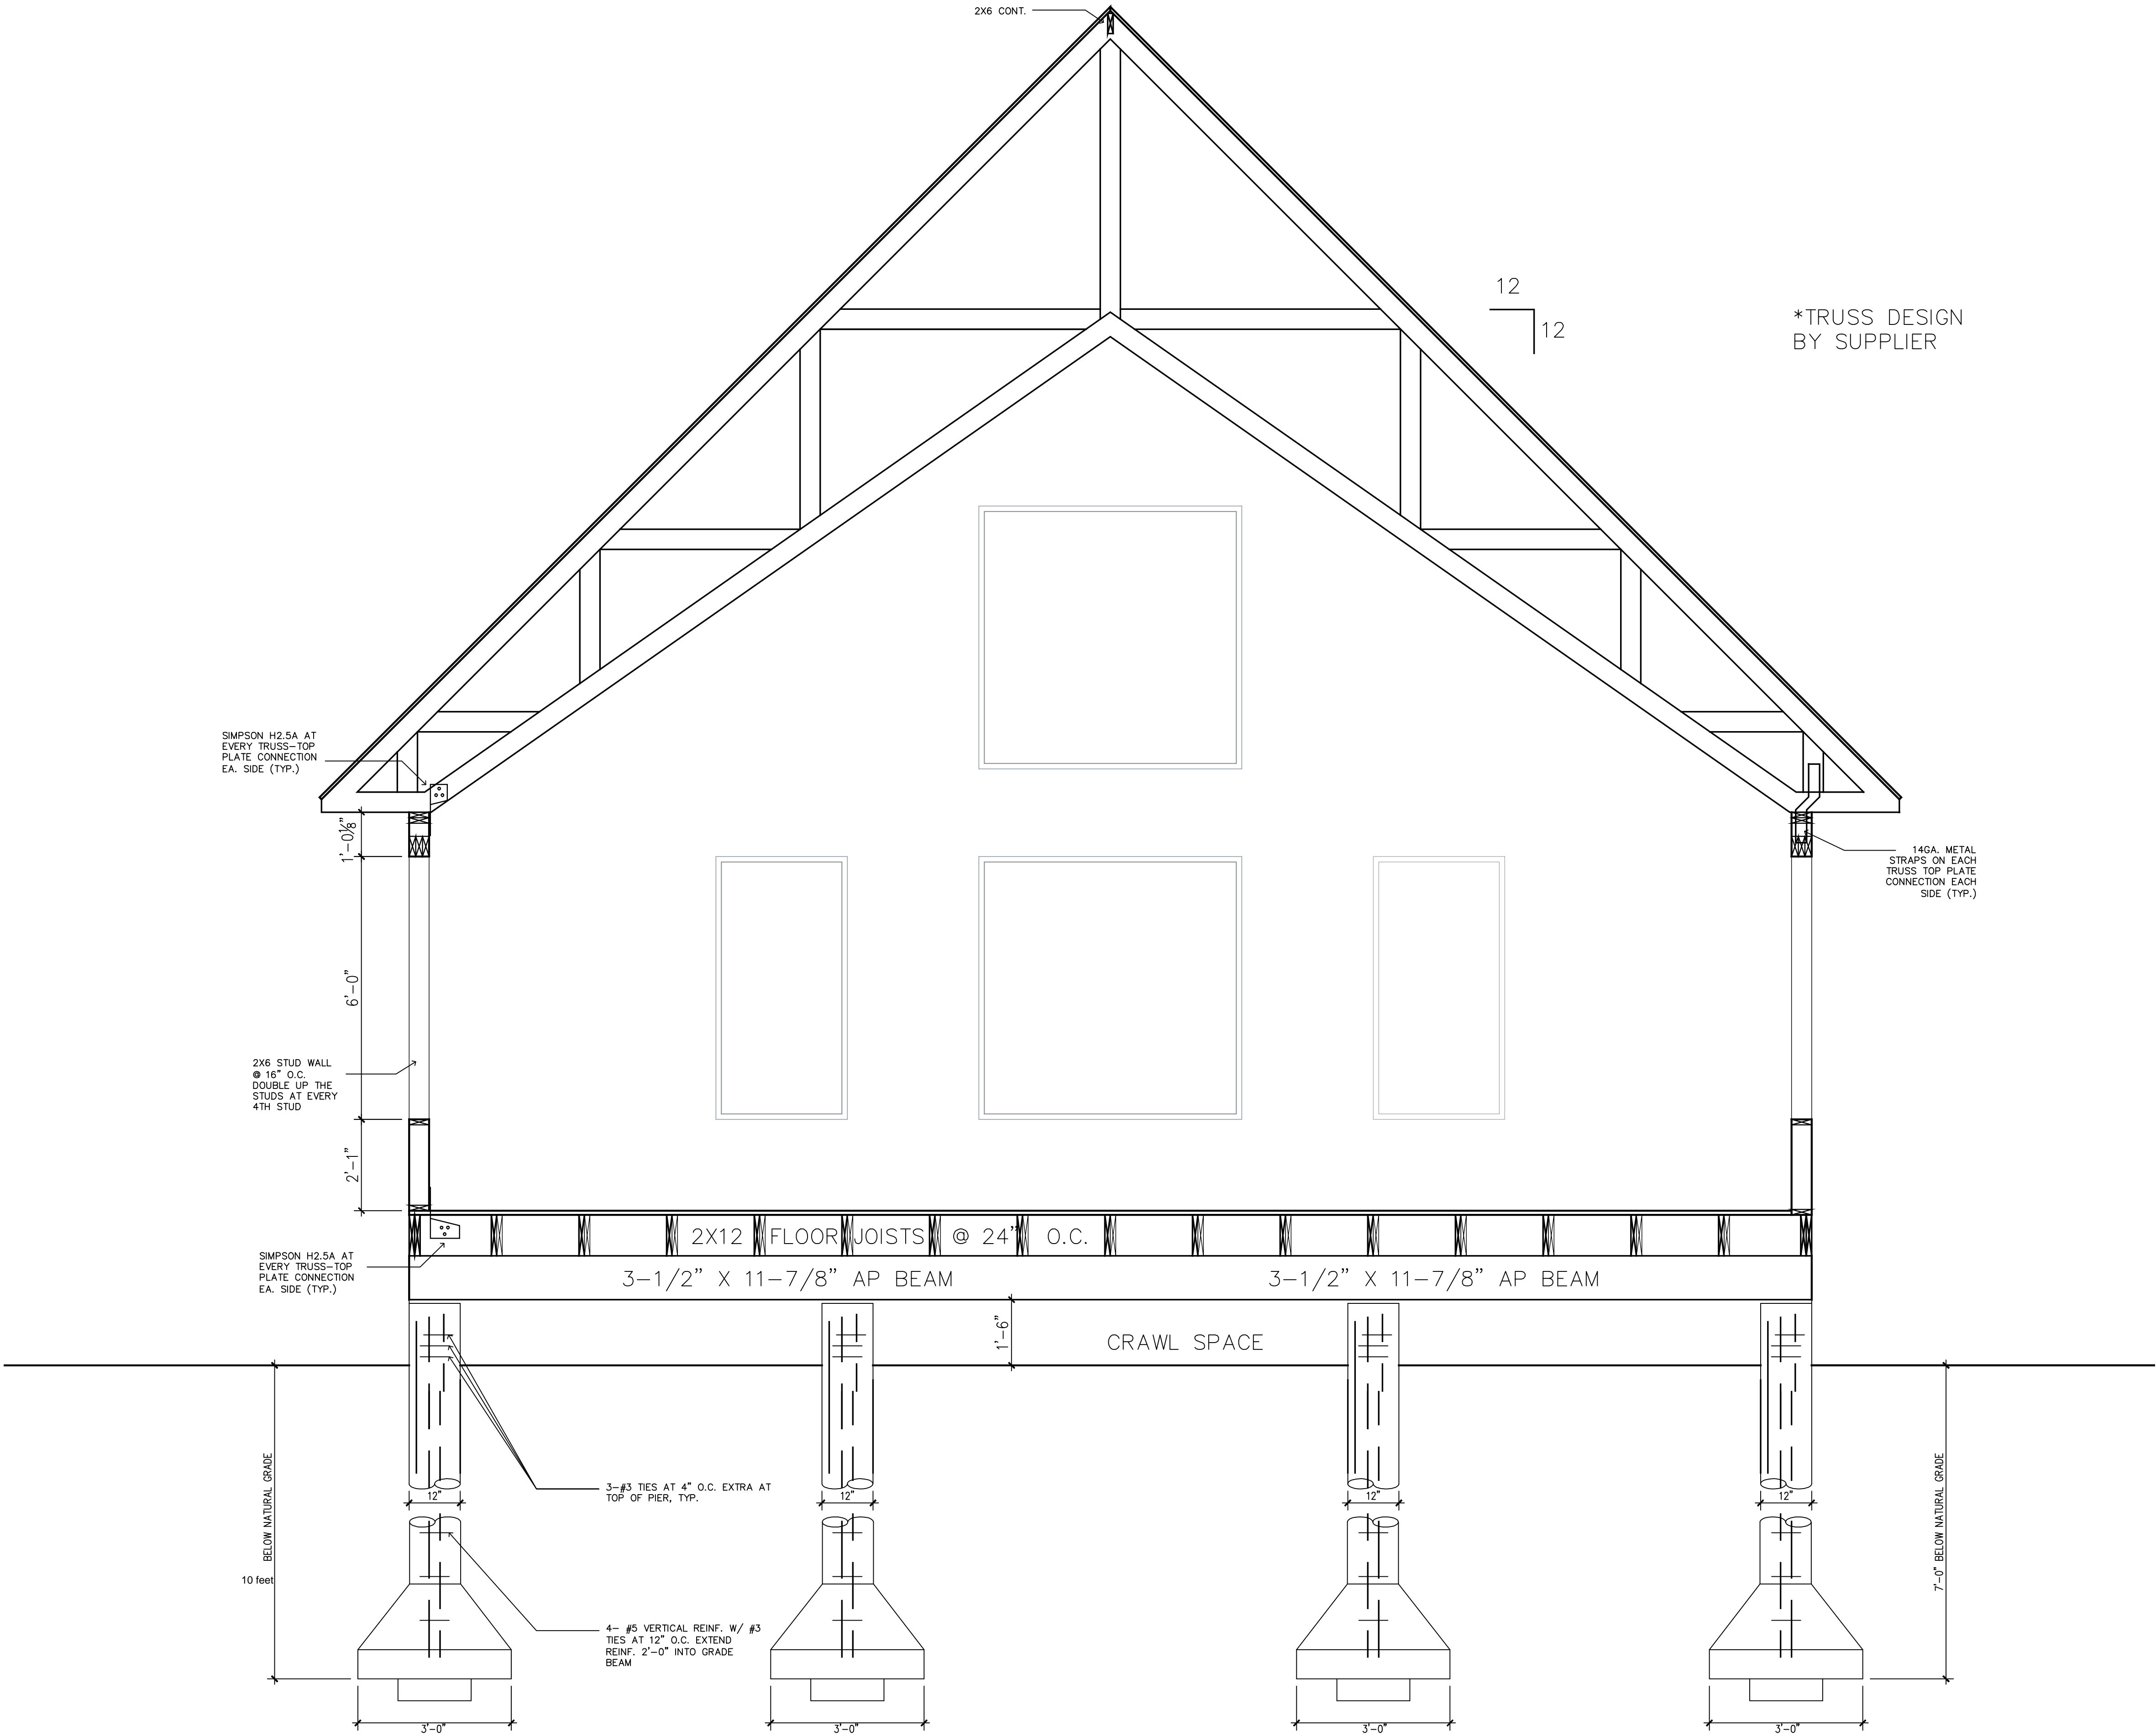 2X6 CONT.
12
12
*TRUSS DESIGN
BY SUPPLIER
SIMPSON H2.5A AT
EVERY TRUSS-TOP
PLATE CONNECTION
EA. SIDE (TYP.)
1'-0⅛"
14GA. METAL
STRAPS ON EACH
TRUSS TOP PLATE
CONNECTION EACH
SIDE (TYP.)
6'-0"
2X6 STUD WALL
@ 16" O.C.
DOUBLE UP THE
STUDS AT EVERY
4TH STUD
2'-1"
2X12 FLOOR JOISTS @ 24" O.C.
SIMPSON H2.5A AT
EVERY TRUSS-TOP
PLATE CONNECTION
EA. SIDE (TYP.)
3-1/2" X 11-7/8" AP BEAM
3-1/2" X 11-7/8" AP BEAM
1'-6"
CRAWL SPACE
BELOW NATURAL GRADE
10 feet
3-#3 TIES AT 4" O.C. EXTRA AT
TOP OF PIER, TYP.
12"
12"
12"
12"
7'-0" BELOW NATURAL GRADE
4- #5 VERTICAL REINF. W/ #3
TIES AT 12" O.C. EXTEND
REINF. 2'-0" INTO GRADE
BEAM
3'-0"
3'-0"
3'-0"
3'-0"